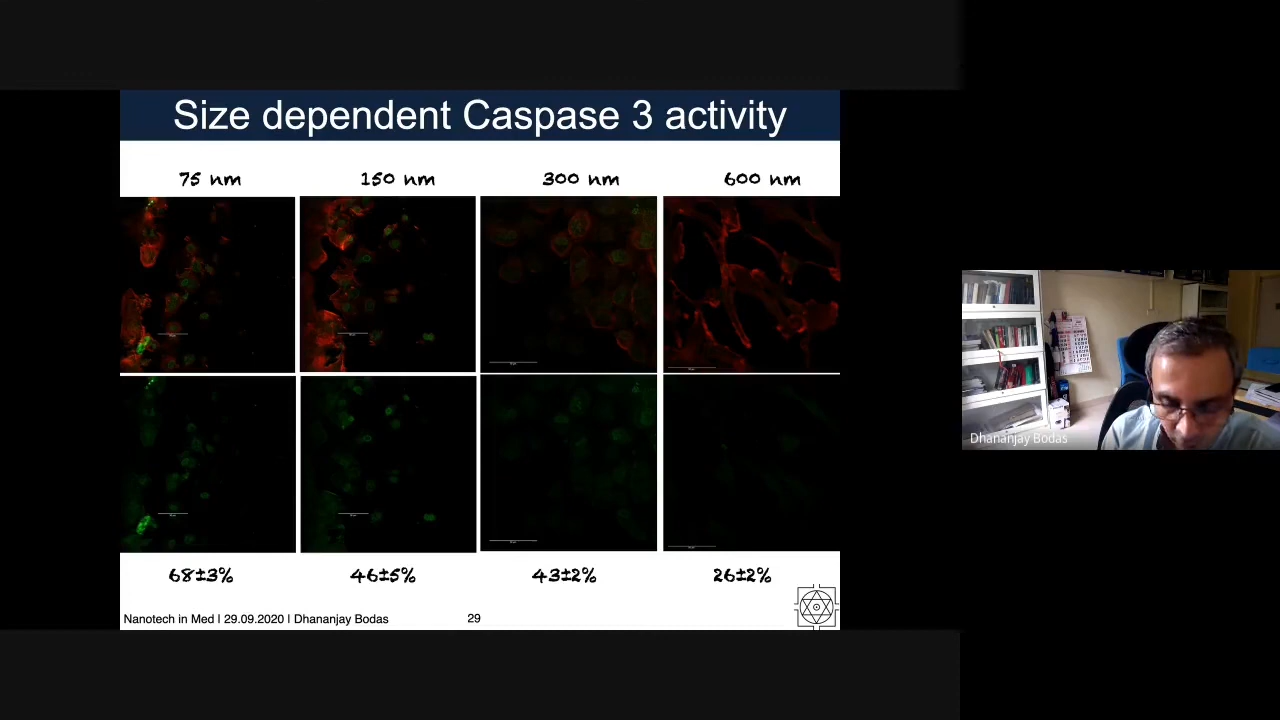 Size dependent Caspase 3 activity
75 nm 150 nm 300 nm 600 nm
68±3% 46±5% 43±2% 26±2%
Nanotech in Med | 29.09.2020 | Dhananjay Bodas 29
Dhananjay Bodas